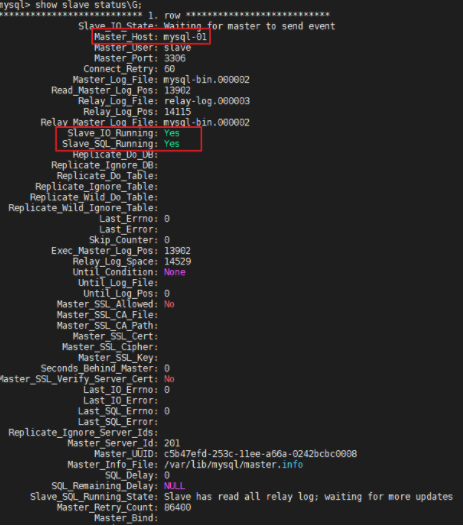 mysql> show slave status\G;
*************************** 1. row ***************************
Slave_IO_State: Waiting for master to send event
Master_Host: mysql-01
Master_User: slave
Master_Port: 3306
Connect_Retry: 60
Master_Log_File: mysql-bin.000002
Read_Master_Log_Pos: 13902
Relay_Log_File: relay-log.000003
Relay_Log_Pos: 14115
Relay_Master_Log_File: mysql-bin.000002
Slave_IO_Running: Yes
Slave_SQL_Running: Yes
Replicate_Do_DB:
Replicate_Ignore_DB:
Replicate_Do_Table:
Replicate_Ignore_Table:
Replicate_Wild_Do_Table:
Replicate_Wild_Ignore_Table:
Last_Errno: 0
Last_Error:
Skip_Counter: 0
Exec_Master_Log_Pos: 13902
Relay_Log_Space: 14529
Until_Condition: None
Until_Log_File:
Until_Log_Pos: 0
Master_SSL_Allowed: No
Master_SSL_CA_File:
Master_SSL_CA_Path:
Master_SSL_Cert:
Master_SSL_Cipher:
Master_SSL_Key:
Seconds_Behind_Master: 0
Master_SSL_Verify_Server_Cert: No
Last_IO_Errno: 0
Last_IO_Error:
Last_SQL_Errno: 0
Last_SQL_Error:
Replicate_Ignore_Server_Ids:
Master_Server_Id: 201
Master_UUID: c5b47efd-253c-11ee-a66a-0242bcbc0008
Master_Info_File: /var/lib/mysql/master.info
SQL_Delay: 0
SQL_Remaining_Delay: NULL
Slave_SQL_Running_State: Slave has read all relay log; waiting for more updates
Master_Retry_Count: 86400
Master_Bind: